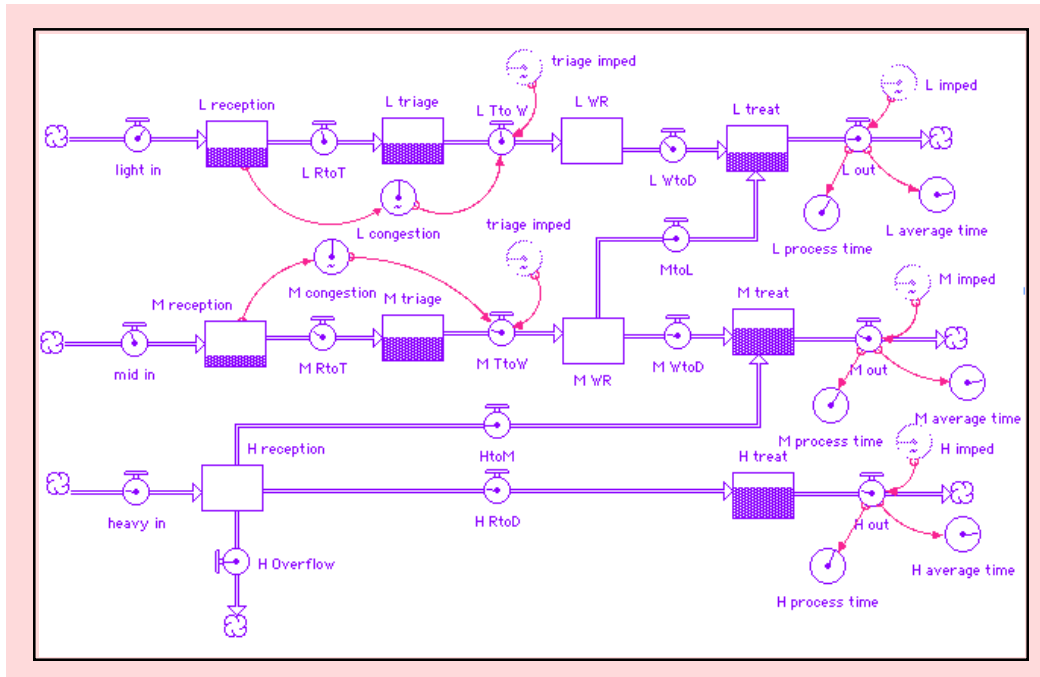 triage imped
L imped
L reception
L triage
L Tto W
L WR
L treat
light in
L RtoT
L WtoD
L out
L congestion
L process time
L average time
triage imped
MtoL
M imped
M congestion
M reception
M triage
M treat
mid in
M RtoT
M TtoW
M WR
M WtoD
M out
M average time
M process time
H reception
HtoM
H treat
H imped
heavy in
H RtoD
H out
H Overflow
H average time
H process time